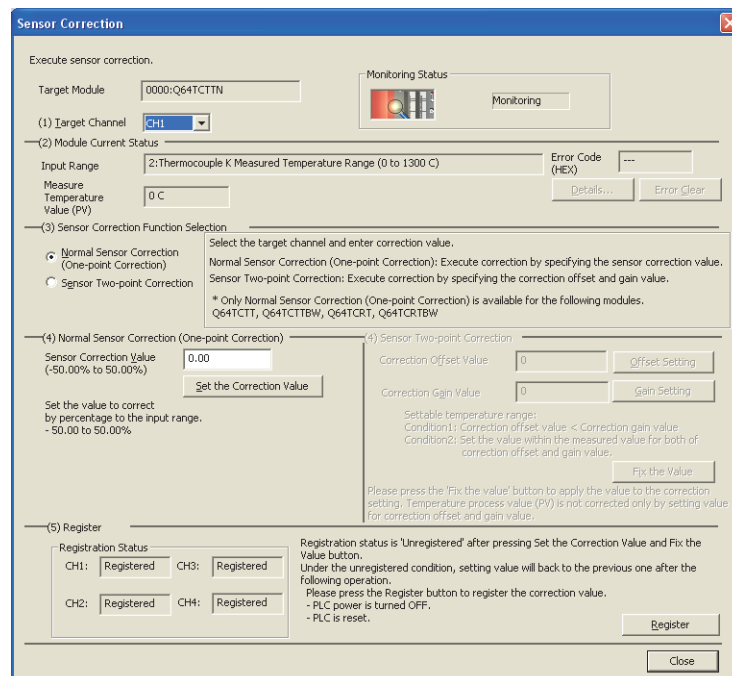 Sensor Correction
Execute sensor correction.
Target Module 0000:Q64TCTTN
Monitoring Status
Monitoring
(1) Target Channel CH1
(2) Module Current Status
Input Range 2:Thermocouple K Measured Temperature Range (0 to 1300 C)
Error Code
(HEX) ---
Measure
Temperature
Value (PV) 0 C
Details... Error Clear
(3) Sensor Correction Function Selection
Normal Sensor Correction
(One-point Correction)
Sensor Two-point Correction
Select the target channel and enter correction value.
Normal Sensor Correction (One-point Correction): Execute correction by specifying the sensor correction value.
Sensor Two-point Correction: Execute correction by specifying the correction offset and gain value.
* Only Normal Sensor Correction (One-point Correction) is available for the following modules.
Q64TCTT, Q64TCTTBW, Q64TCRT, Q64TCRTBW
(4) Normal Sensor Correction (One-point Correction)
Sensor Correction Value
(-50.00% to 50.00%)
0.00
Set the Correction Value
Set the value to correct
by percentage to the input range.
- 50.00 to 50.00%
(4) Sensor Two-point Correction
Correction Offset Value 0 Offset Setting
Correction Gain Value 0 Gain Setting
Settable temperature range:
Condition1: Correction offset value < Correction gain value
Condition2: Set the value within the measured value for both of
correction offset and gain value.
Fix the Value
Please press the 'Fix the value' button to apply the value to the correction
setting. Temperature process value (PV) is not corrected only by setting value
for correction offset and gain value.
(5) Register
Registration Status
CH1: Registered CH3: Registered
CH2: Registered CH4: Registered
Registration status is 'Unregistered' after pressing Set the Correction Value and Fix the
Value button.
Under the unregistered condition, setting value will back to the previous one after the
following operation.
Please press the Register button to register the correction value.
- PLC power is turned OFF.
- PLC is reset.
Register
Close